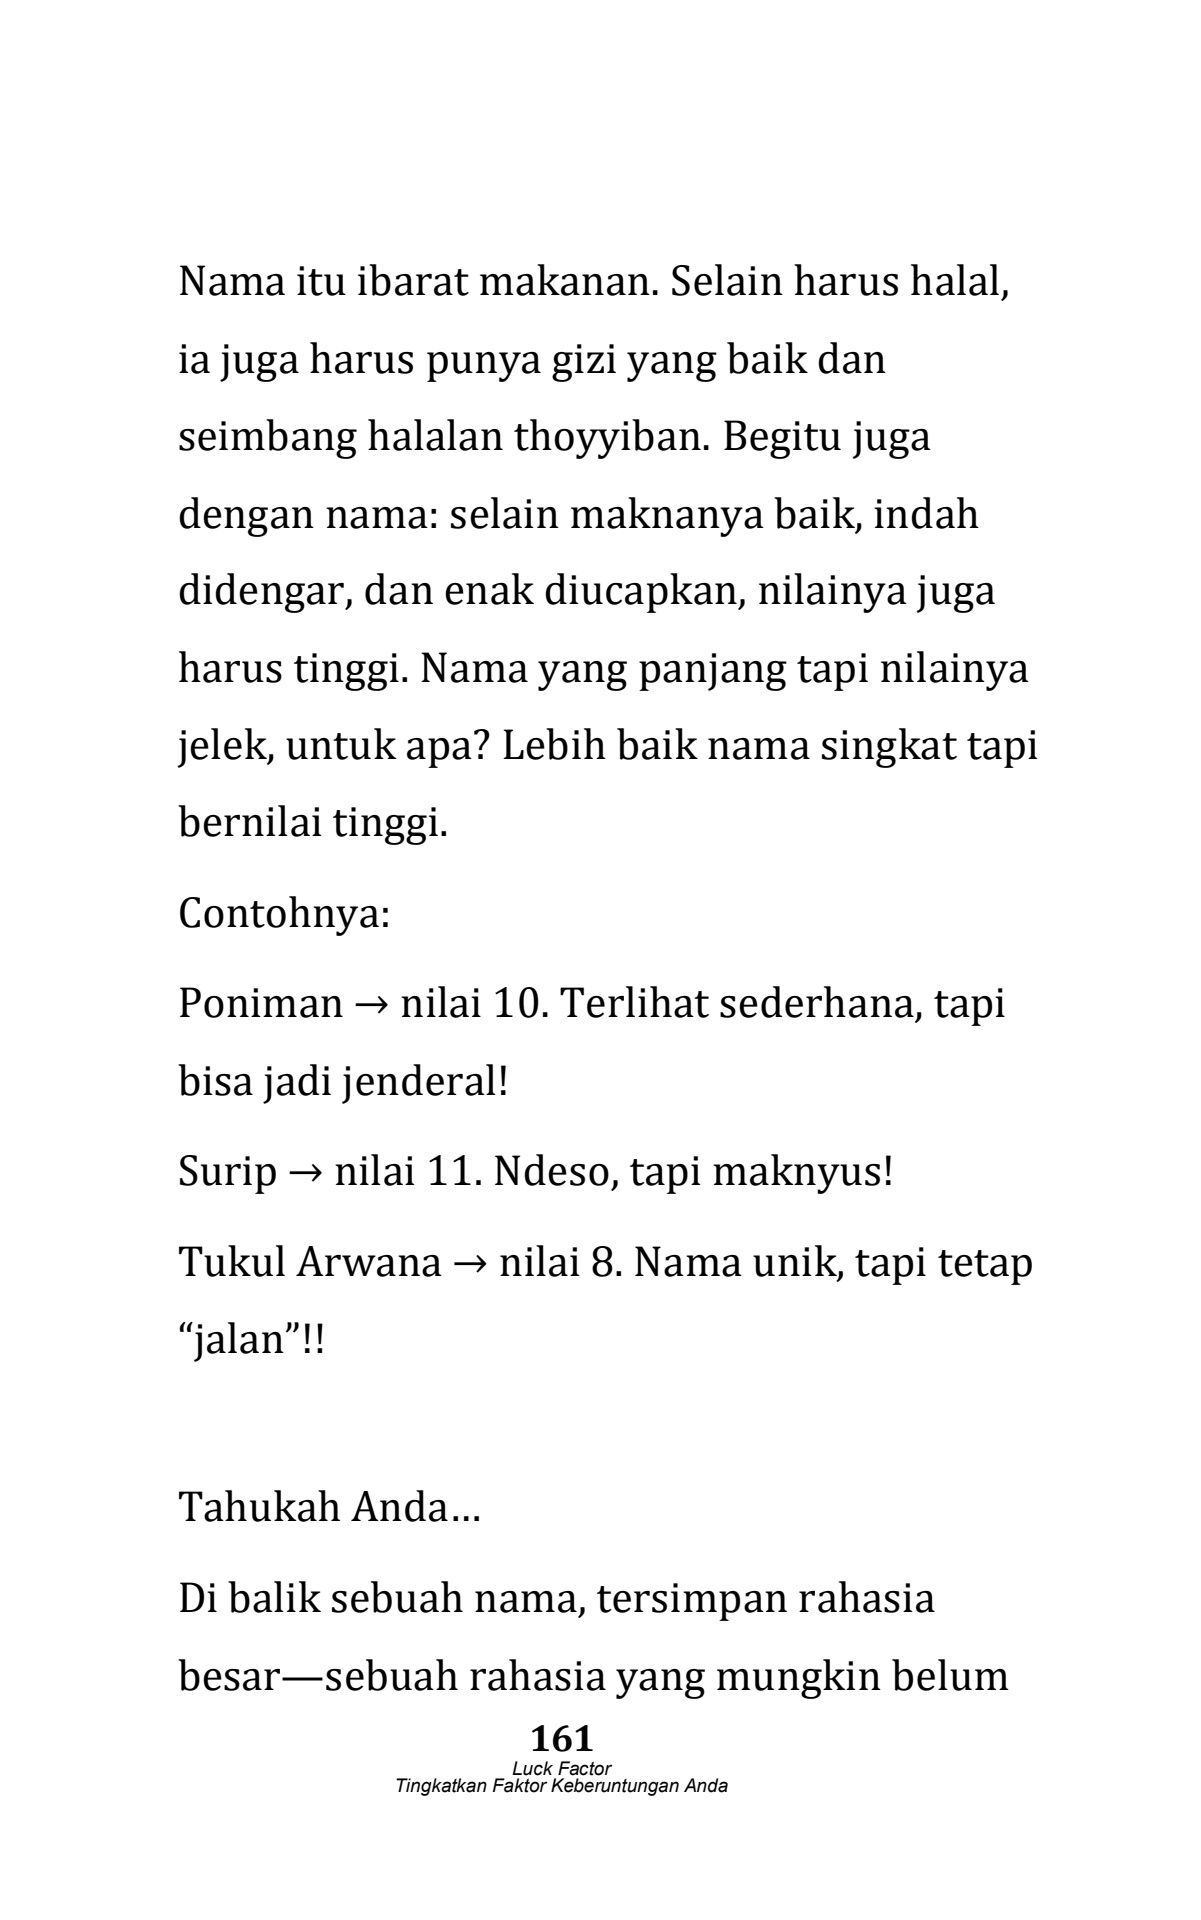 Nama itu ibarat makanan. Selain harus halal,
ia juga harus punya gizi yang baik dan
seimbang halalan thoyyiban. Begitu juga
dengan nama: selain maknanya baik, indah
didengar, dan enak diucapkan, nilainya juga
harus tinggi. Nama yang panjang tapi nilainya
jelek, untuk apa? Lebih baik nama singkat tapi
bernilai tinggi.
Contohnya:
Poniman → nilai 10. Terlihat sederhana, tapi
bisa jadi jenderal!
Surip → nilai 11. Ndeso, tapi maknyus!
Tukul Arwana → nilai 8. Nama unik, tapi tetap
“jalan”!!
Tahukah Anda…
Di balik sebuah nama, tersimpan rahasia
besar—sebuah rahasia yang mungkin belum
161
Luck Factor
Tingkatkan Faktor Keberuntungan Anda